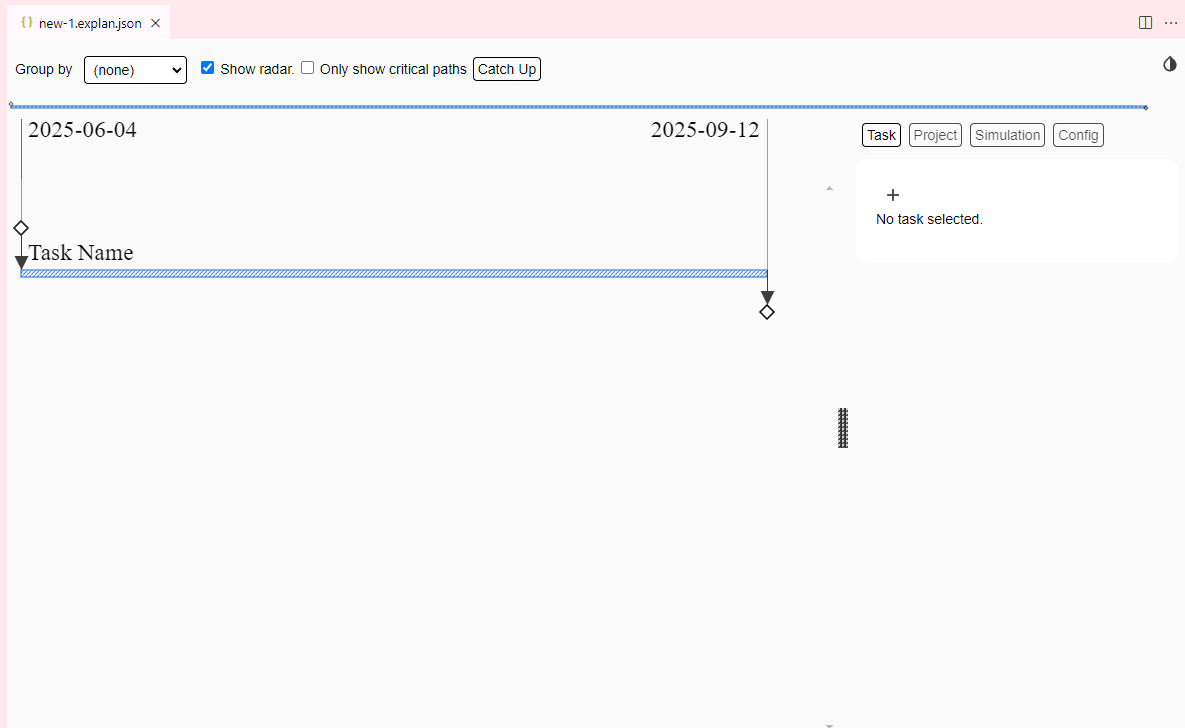 new-1.explan.json
Group by (none) Show radar. Only show critical paths Catch Up
2025-06-04 2025-09-12
Task Project Simulation Config
No task selected.
Task Name